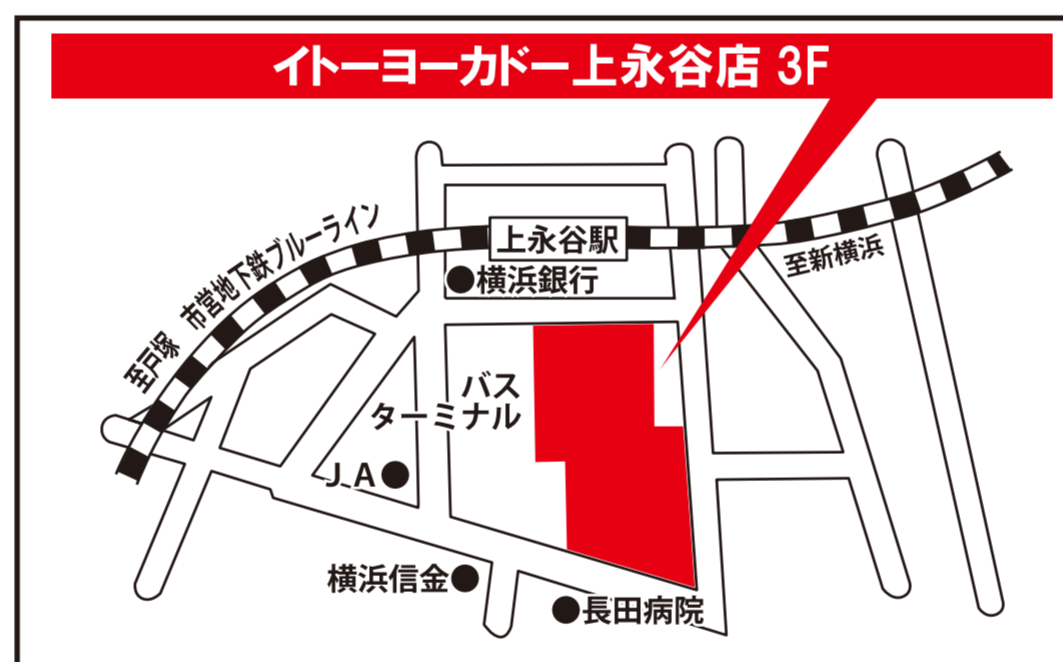 イトーヨーカドー上永谷店 3F
至戸塚 市営地下鉄ブルーライン
上永谷駅
至新横浜
横浜銀行
バス
ターミナル
JA
横浜信金
長田病院